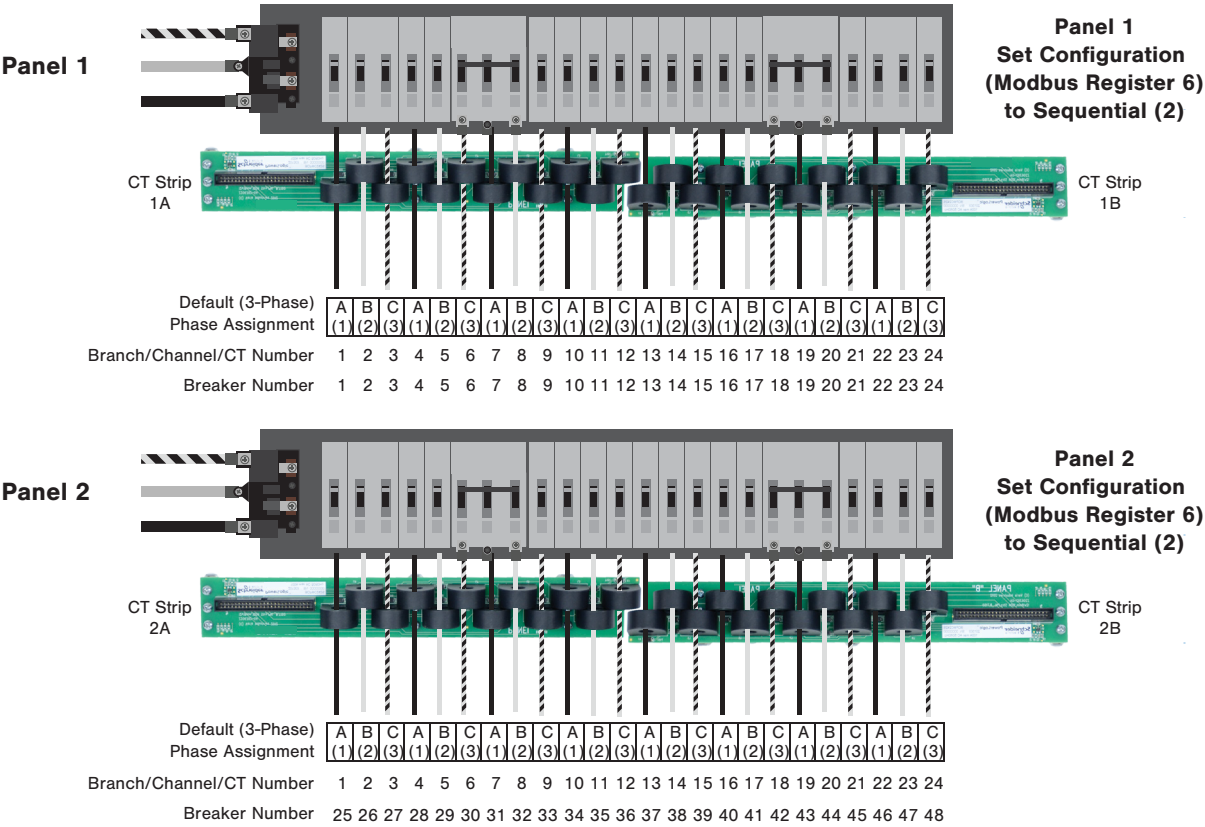 Panel 1
Panel 1
Set Configuration
(Modbus Register 6)
to Sequential (2)
CT Strip
1A
CT Strip
1B
Default (3-Phase)
Phase Assignment
A B C A B C A B C A B C A B C A B C A B C A B C
(1) (2) (3) (1) (2) (3) (1) (2) (3) (1) (2) (3) (1) (2) (3) (1) (2) (3) (1) (2) (3) (1) (2) (3)
Branch/Channel/CT Number 1 2 3 4 5 6 7 8 9 10 11 12 13 14 15 16 17 18 19 20 21 22 23 24
Breaker Number 1 2 3 4 5 6 7 8 9 10 11 12 13 14 15 16 17 18 19 20 21 22 23 24
Panel 2
Panel 2
Set Configuration
(Modbus Register 6)
to Sequential (2)
PANEL "B"
CT Strip
2A
CT Strip
2B
Default (3-Phase)
Phase Assignment
A B C A B C A B C A B C A B C A B C A B C A B C
(1) (2) (3) (1) (2) (3) (1) (2) (3) (1) (2) (3) (1) (2) (3) (1) (2) (3) (1) (2) (3) (1) (2) (3)
Branch/Channel/CT Number 1 2 3 4 5 6 7 8 9 10 11 12 13 14 15 16 17 18 19 20 21 22 23 24
Breaker Number 25 26 27 28 29 30 31 32 33 34 35 36 37 38 39 40 41 42 43 44 45 46 47 48